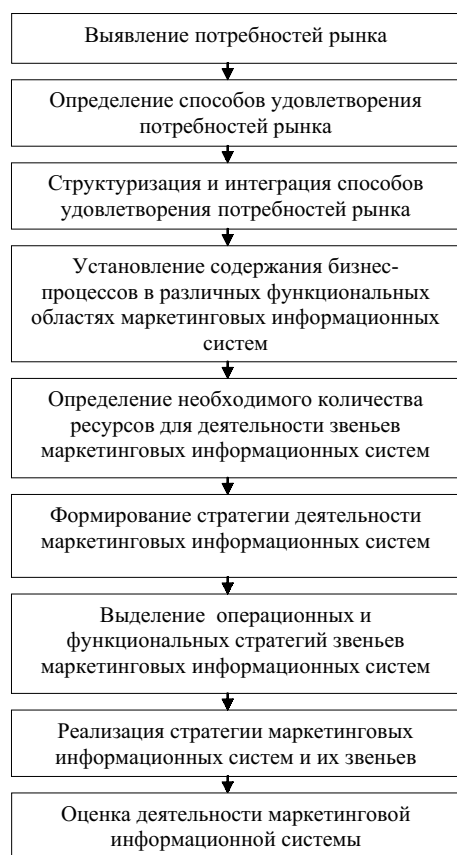 Выявление потребностей рынка
Определение способов удовлетворения
потребностей рынка
Структуризация и интеграция способов
удовлетворения потребностей рынка
Установление содержания бизнес-
процессов в различных функциональных
областях маркетинговых информационных
систем
Определение необходимого количества
ресурсов для деятельности звеньев
маркетинговых информационных систем
Формирование стратегии деятельности
маркетинговых информационных систем
Выделение  операционных и
функциональных стратегий звеньев
маркетинговых информационных систем
Реализация стратегии маркетинговых
информационных систем и их звеньев
Оценка деятельности маркетинговой
информационной системы